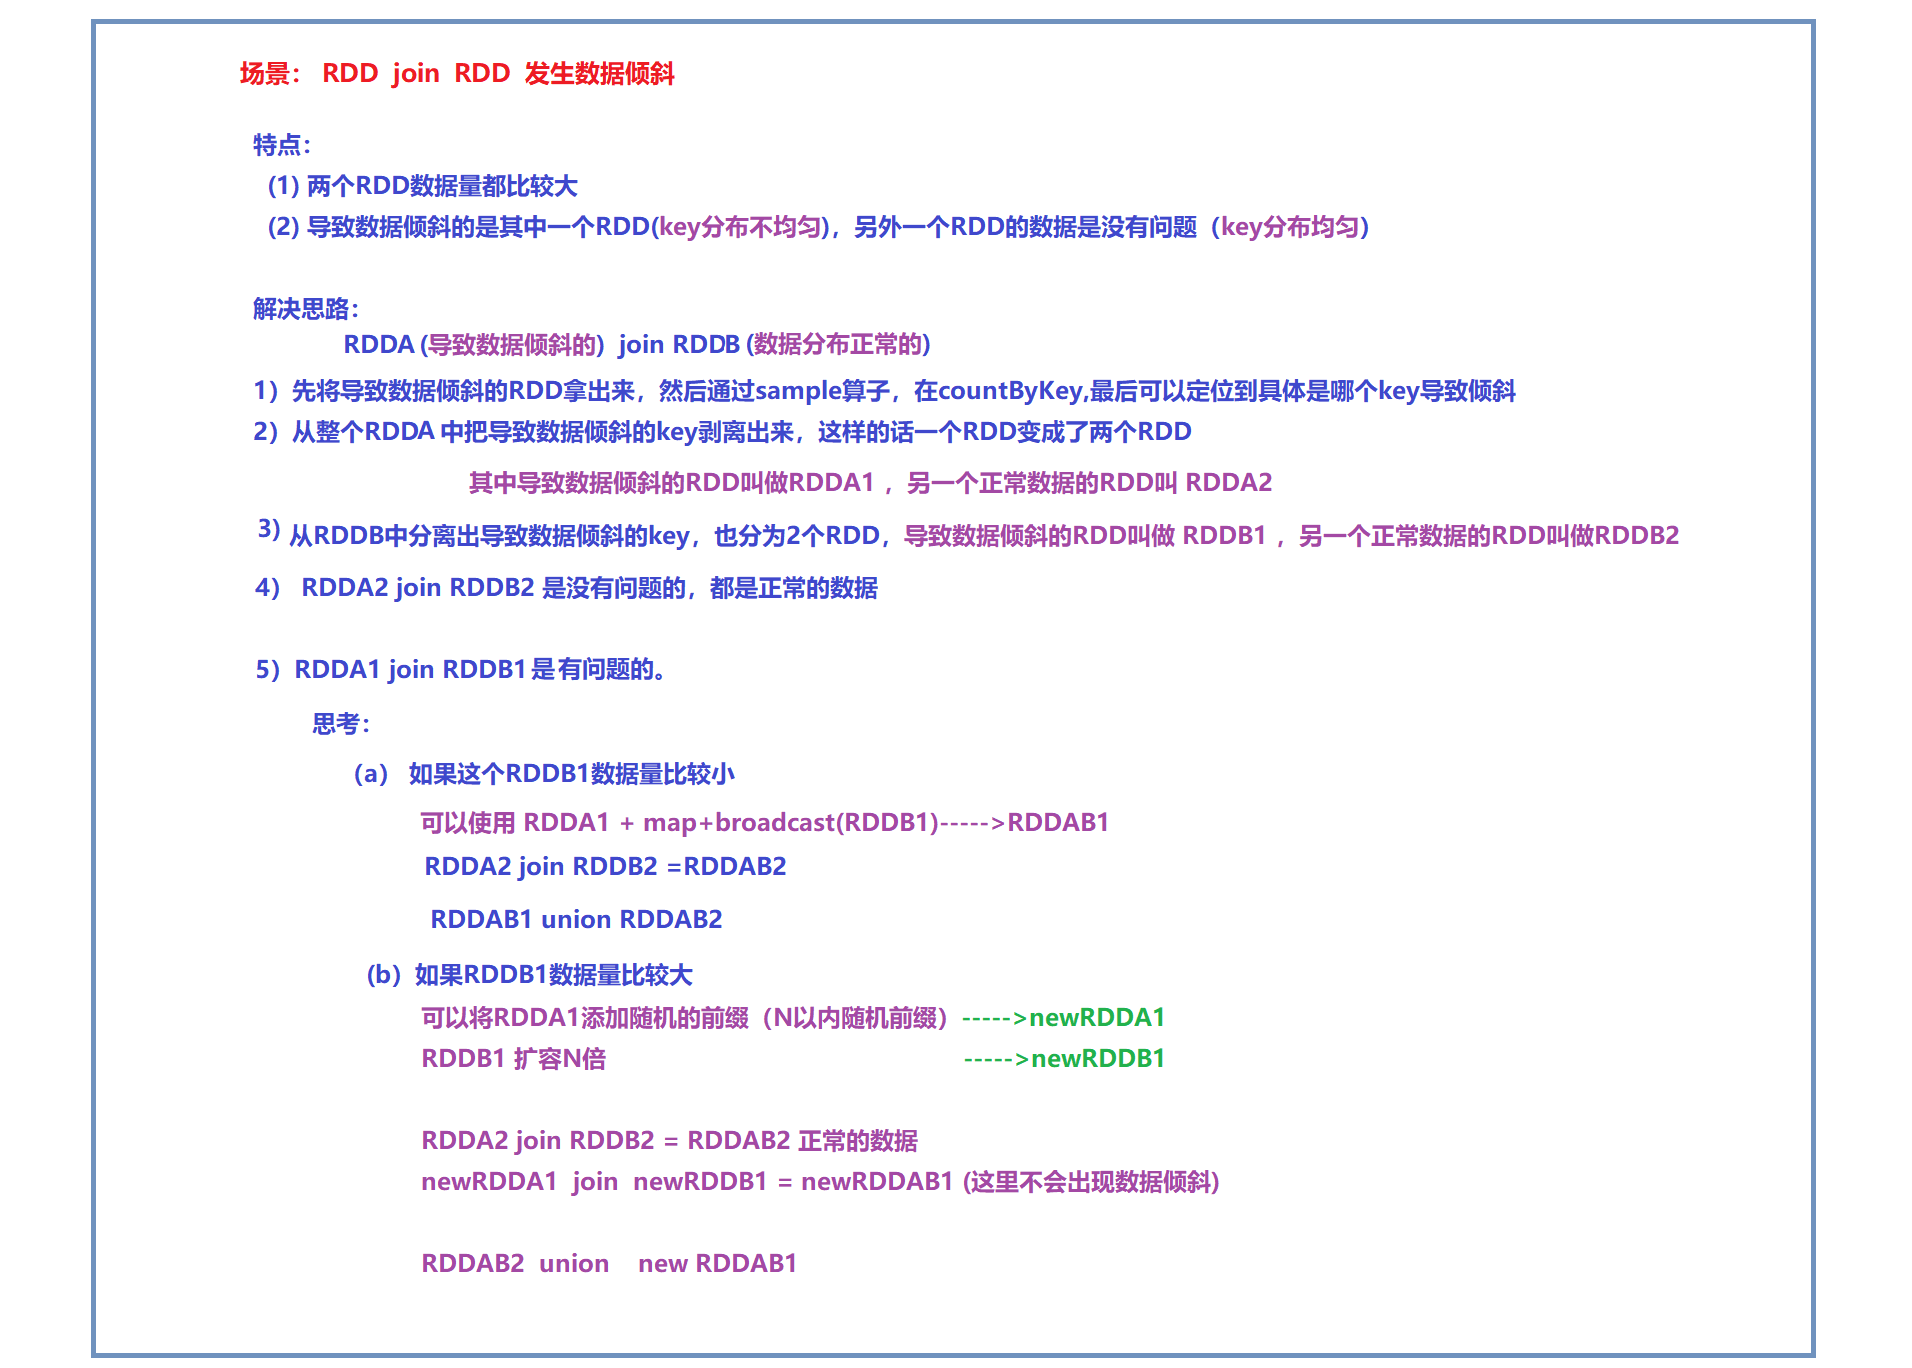 场景： RDD join RDD 发生数据倾斜
特点：
(1) 两个RDD数据量都比较大
(2) 导致数据倾斜的是其中一个RDD(key分布不均匀)，另外一个RDD的数据是没有问题（key分布均匀）
解决思路：
RDDA (导致数据倾斜的) join RDDB (数据分布正常的)
1）先将导致数据倾斜的RDD拿出来，然后通过sample算子，在countByKey,最后可以定位到具体是哪个key导致倾斜
2）从整个RDDA 中把导致数据倾斜的key剥离出来，这样的话一个RDD变成了两个RDD
其中导致数据倾斜的RDD叫做RDDA1 ，另一个正常数据的RDD叫 RDDA2
3) 从RDDB中分离出导致数据倾斜的key，也分为2个RDD，导致数据倾斜的RDD叫做 RDDB1 ，另一个正常数据的RDD叫做RDDB2
4） RDDA2 join RDDB2 是没有问题的，都是正常的数据
5）RDDA1 join RDDB1 是有问题的。
思考：
（a） 如果这个RDDB1数据量比较小
可以使用 RDDA1 + map+broadcast(RDDB1)----->RDDAB1
RDDA2 join RDDB2 =RDDAB2
RDDAB1 union RDDAB2
(b）如果RDDB1数据量比较大
可以将RDDA1添加随机的前缀（N以内随机前缀）----->newRDDA1
RDDB1 扩容N倍 ----->newRDDB1
RDDA2 join RDDB2 = RDDAB2 正常的数据
newRDDA1 join newRDDB1 = newRDDAB1 (这里不会出现数据倾斜)
RDDAB2 union new RDDAB1